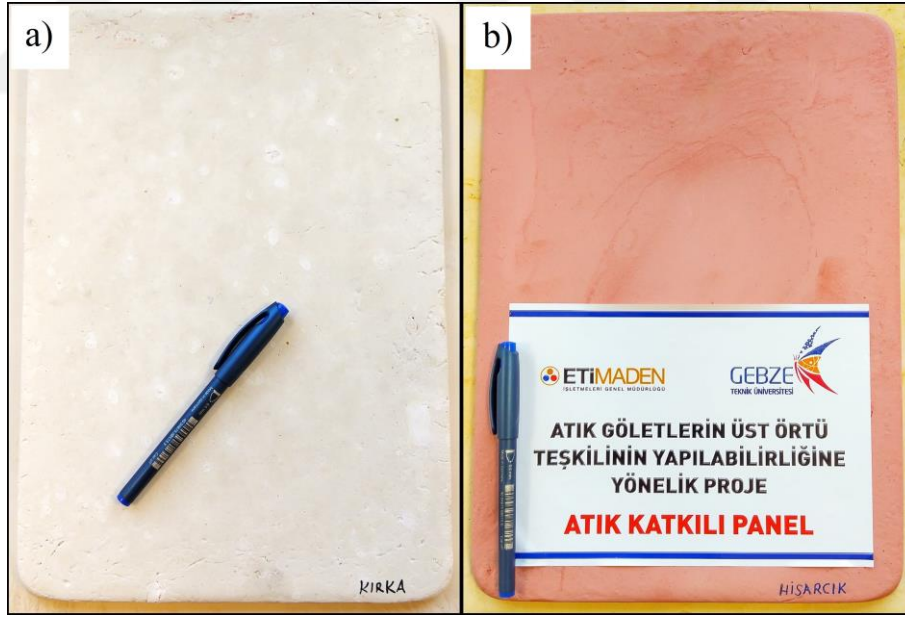 a)
KIRKA
b)
ETİMADEN
İŞLETMELERİ GENEL MÜDÜRLÜĞÜ
GEBZE
TEKNİK ÜNİVERSİTESİ
ATIK GÖLETLERİN ÜST ÖRTÜ
TEŞKİLİNİN YAPILABİLİRLİĞİNE
YÖNELİK PROJE
ATIK KATKILI PANEL
HİSARCIK